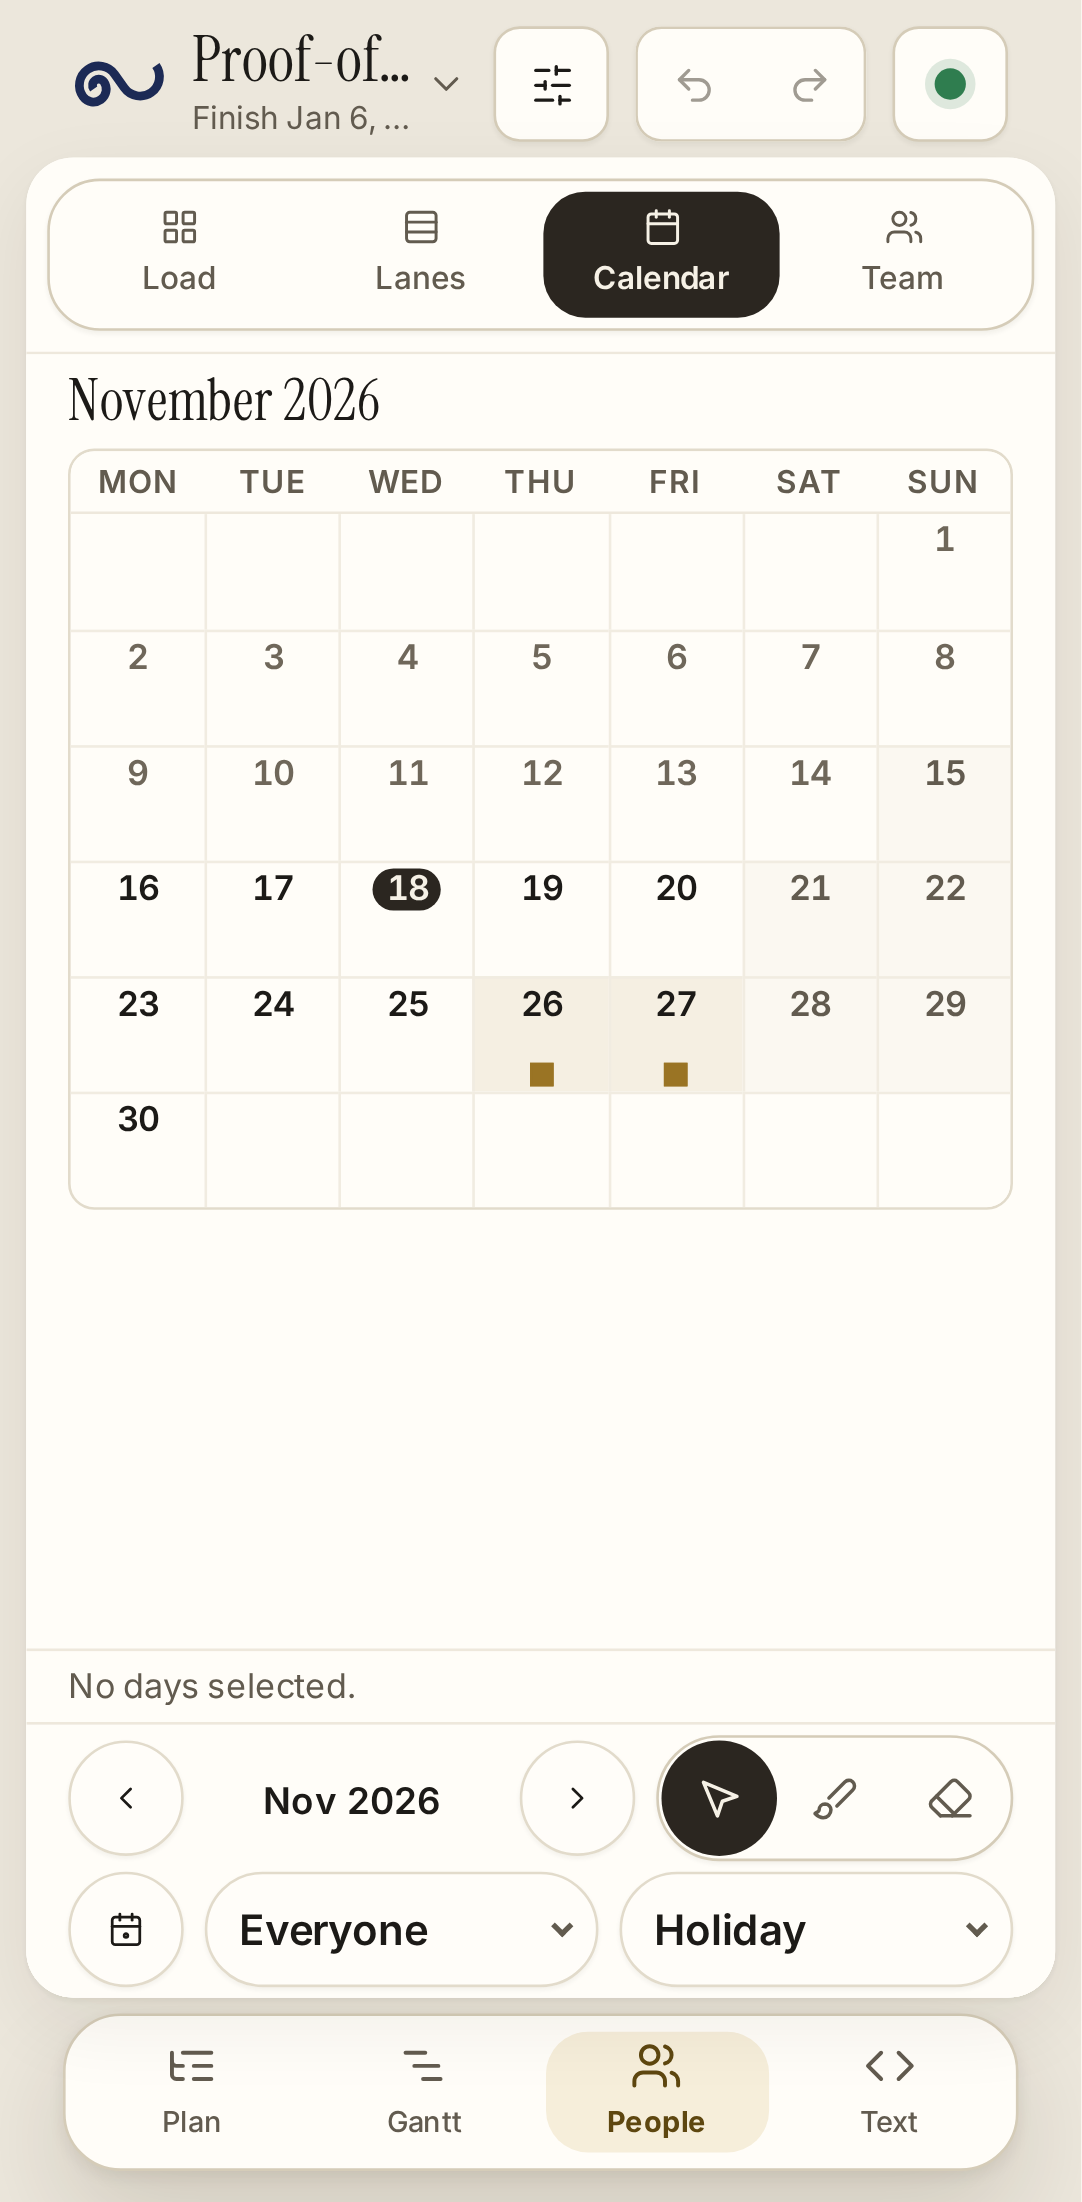 Proof-of...
Finish Jan 6, ...
Load Lanes Calendar Team
November 2026
MON TUE WED THU FRI SAT SUN
1
2 3 4 5 6 7 8
9 10 11 12 13 14 15
16 17 18 19 20 21 22
23 24 25 26 27 28 29
30
No days selected.
Nov 2026
Everyone Holiday
Plan Gantt People Text